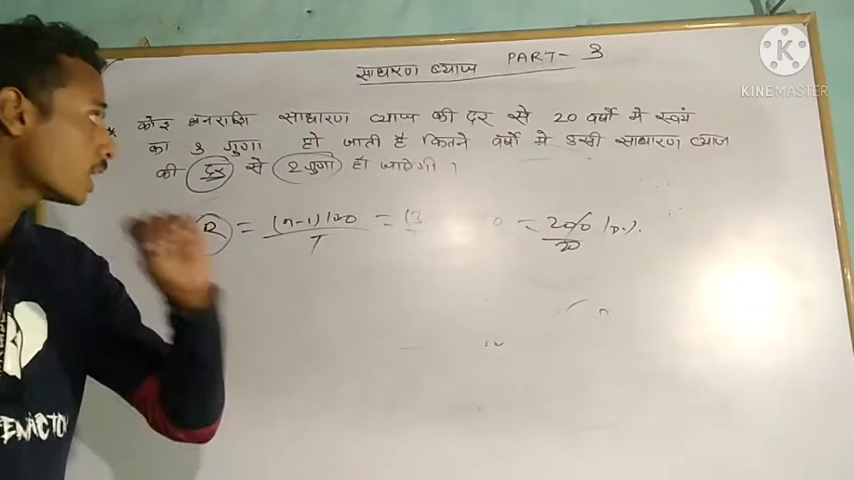 साधारण ब्याज PART- 3
K
KINEMASTER
* कोई धनराशि साधारण ब्याज की दर से 20 वर्षो मे स्वयं
का 3 गुणा हो जाती है कितने वर्षो मे उसी साधारण ब्याज
की दर से 2 गुणा हो जायेगी ।
R = (n-1)100 / T = (3 = 200 / 20